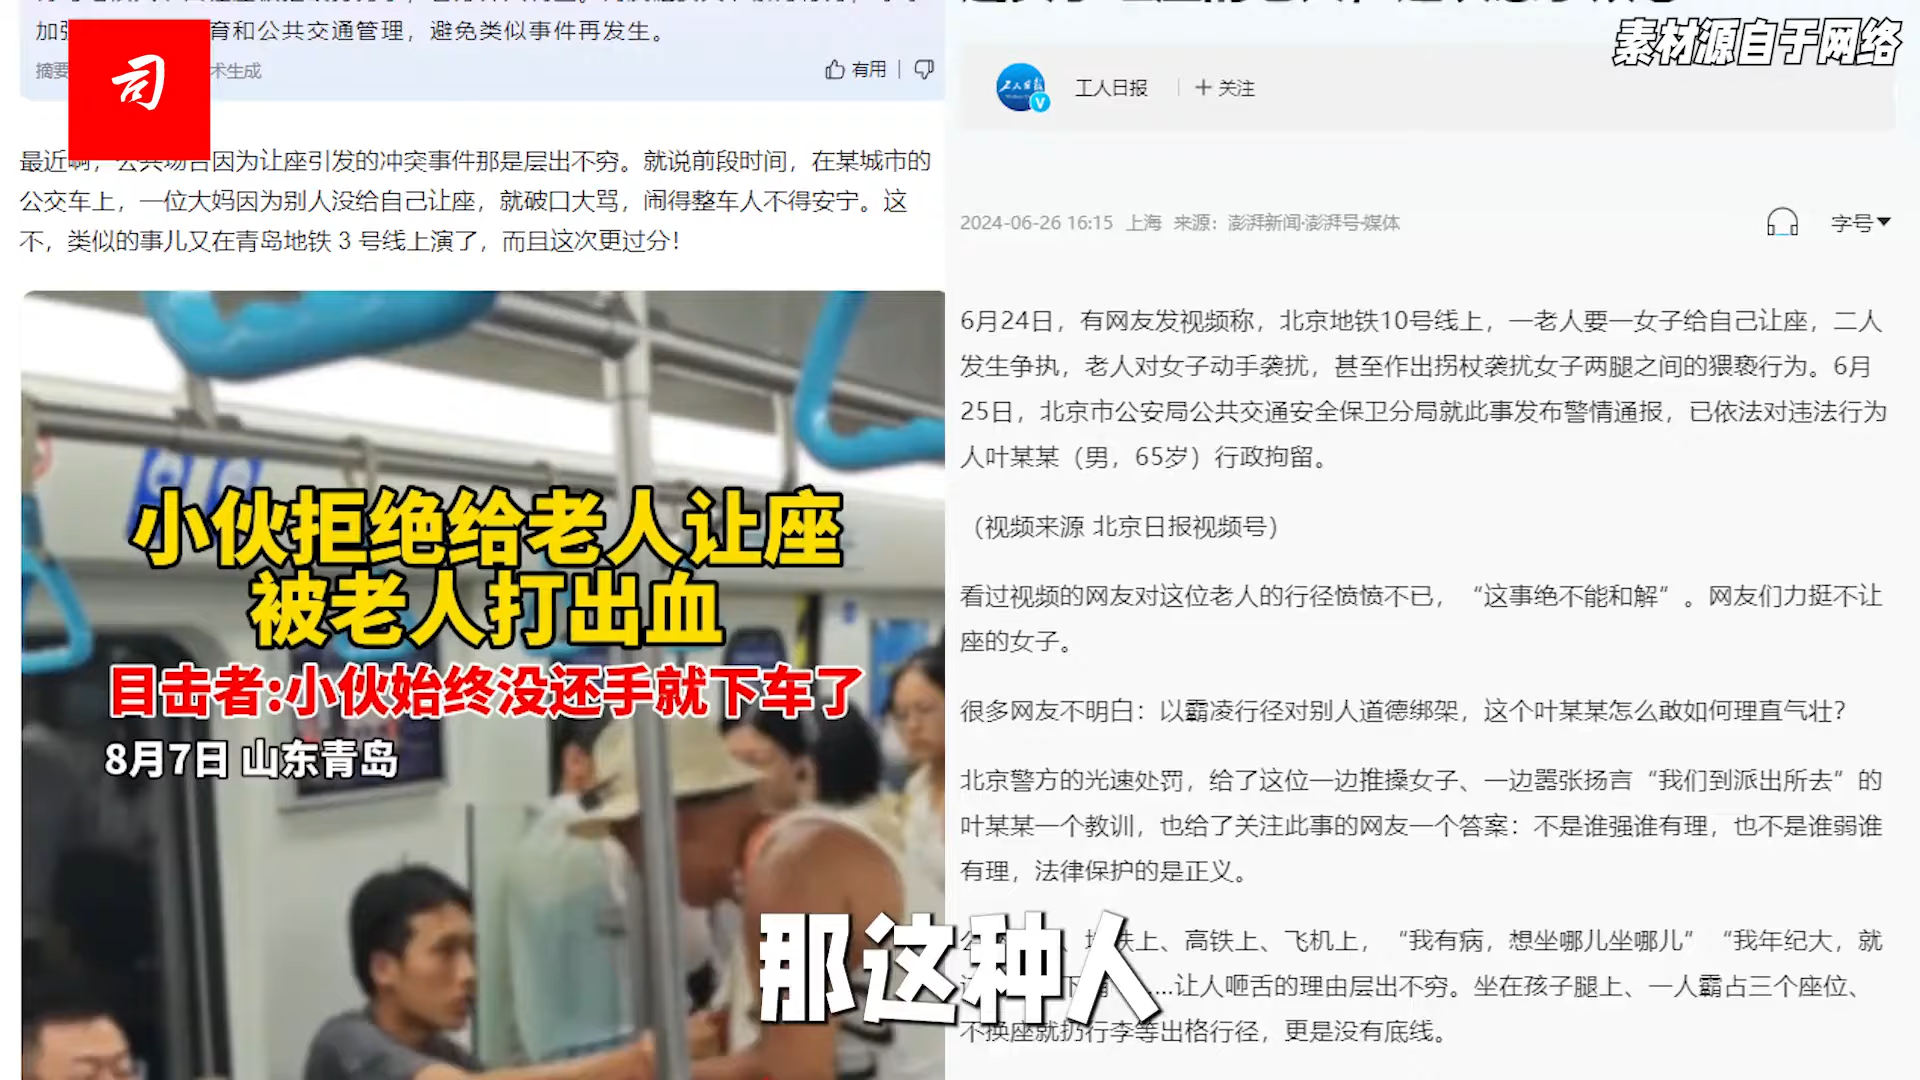 加强
育和公共交通管理，避免类似事件再发生。
摘要
术生成
有用
司
最近啊，公共场合因为让座引发的冲突事件那是层出不穷。就说前段时间，在某城市的
公交车上，一位大妈因为别人没给自己让座，就破口大骂，闹得整车人不得安宁。这
不，类似的事儿又在青岛地铁 3 号线上演了，而且这次更过分！
小伙拒绝给老人让座
被老人打出血
目击者:小伙始终没还手就下车了
8月7日 山东青岛
素材源自于网络
工人日报
工人日报
+ 关注
2024-06-26 16:15 上海 来源：澎湃新闻·澎湃号·媒体
字号
6月24日，有网友发视频称，北京地铁10号线上，一老人要一女子给自己让座，二人
发生争执，老人对女子动手袭扰，甚至作出拐杖袭扰女子两腿之间的猥亵行为。6月
25日，北京市公安局公共交通安全保卫分局就此事发布警情通报，已依法对违法行为
人叶某某（男，65岁）行政拘留。
（视频来源 北京日报视频号）
看过视频的网友对这位老人的行径愤愤不已，“这事绝不能和解”。网友们力挺不让
座的女子。
很多网友不明白：以霸凌行径对别人道德绑架，这个叶某某怎么敢如何理直气壮？
北京警方的光速处罚，给了这位一边推搡女子、一边嚣张扬言“我们到派出所去”的
叶某某一个教训，也给了关注此事的网友一个答案：不是谁强谁有理，也不是谁弱谁
有理，法律保护的是正义。
铁上、高铁上、飞机上，“我有病，想坐哪儿坐哪儿”“我年纪大，就
…让人咂舌的理由层出不穷。坐在孩子腿上、一人霸占三个座位、
不换座就扔行李等出格行径，更是没有底线。
那这种人